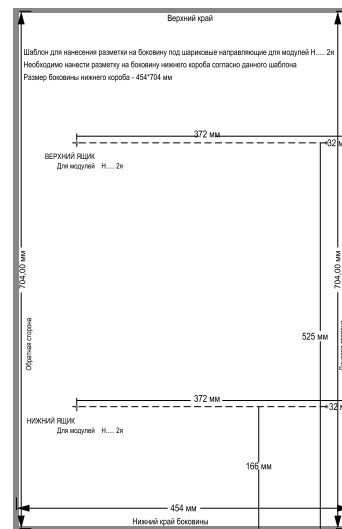 Верхний край
Шаблон для нанесения разметки на боковину под шариковые направляющие для модулей Н..... 2я
Необходимо нанести разметку на боковину нижнего короба согласно данного шаблона
Размер боковины нижнего короба - 454*704 мм
372 мм
32 м
ВЕРХНИЙ ЯЩИК
Для модулей Н..... 2я
704,00 мм
704,00 мм
525 мм
Обратная сторона
372 мм
32 м
НИЖНИЙ ЯЩИК
Для модулей Н..... 2я
166 мм
454 мм
Нижний край боковины